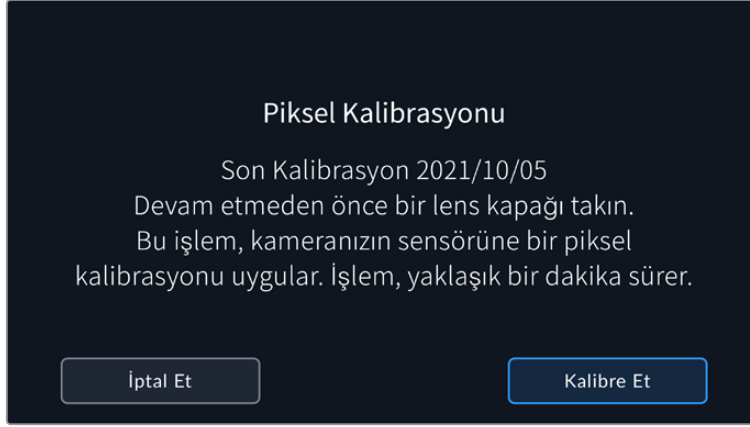 Piksel Kalibrasyonu
Son Kalibrasyon 2021/10/05
Devam etmeden önce bir lens kapağı takın.
Bu işlem, kameranızın sensörüne bir piksel
kalibrasyonu uygular. İşlem, yaklaşık bir dakika sürer.
İptal Et
Kalibre Et